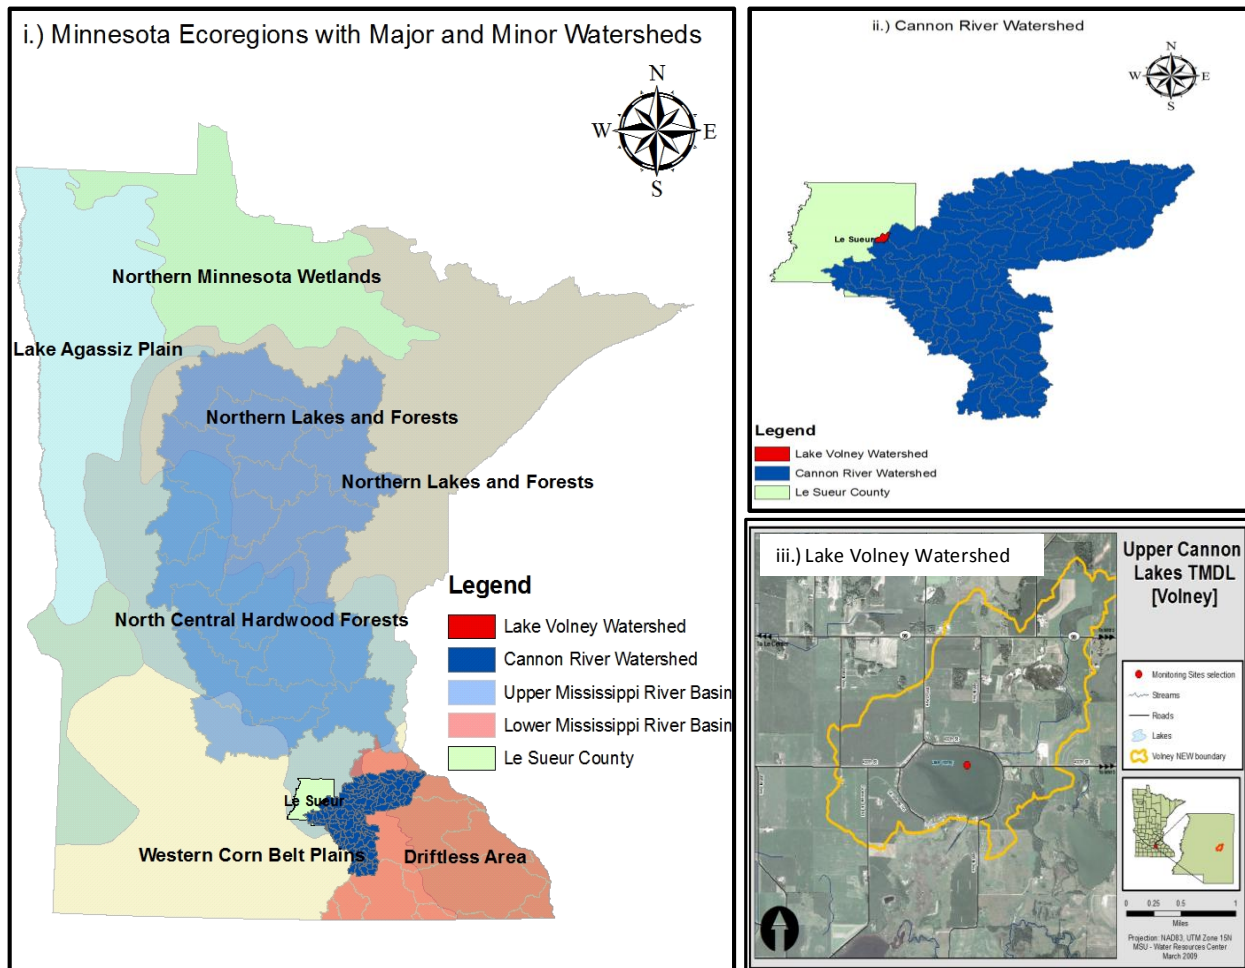 i.) Minnesota Ecoregions with Major and Minor Watersheds
N
W
E
S
Northern Minnesota Wetlands
Lake Agassiz Plain
Northern Lakes and Forests
Northern Lakes and Forests
North Central Hardwood Forests
Legend
Lake Volney Watershed
Cannon River Watershed
Upper Mississippi River Basin
Lower Mississippi River Basin
Le Sueur County
Le Sueur
Western Corn Belt Plains
Driftless Area
ii.) Cannon River Watershed
N
W
E
S
Le Sueur
Legend
Lake Volney Watershed
Cannon River Watershed
Le Sueur County
iii.) Lake Volney Watershed
99
99
Upper Cannon
Lakes TMDL
[Volney]
Monitoring Sites selection
Streams
Roads
Lakes
Volney NEW boundary
0 0.25 0.5 1
Miles
Projection: NAD83, UTM Zone 15N
MSU - Water Resources Center
March 2009